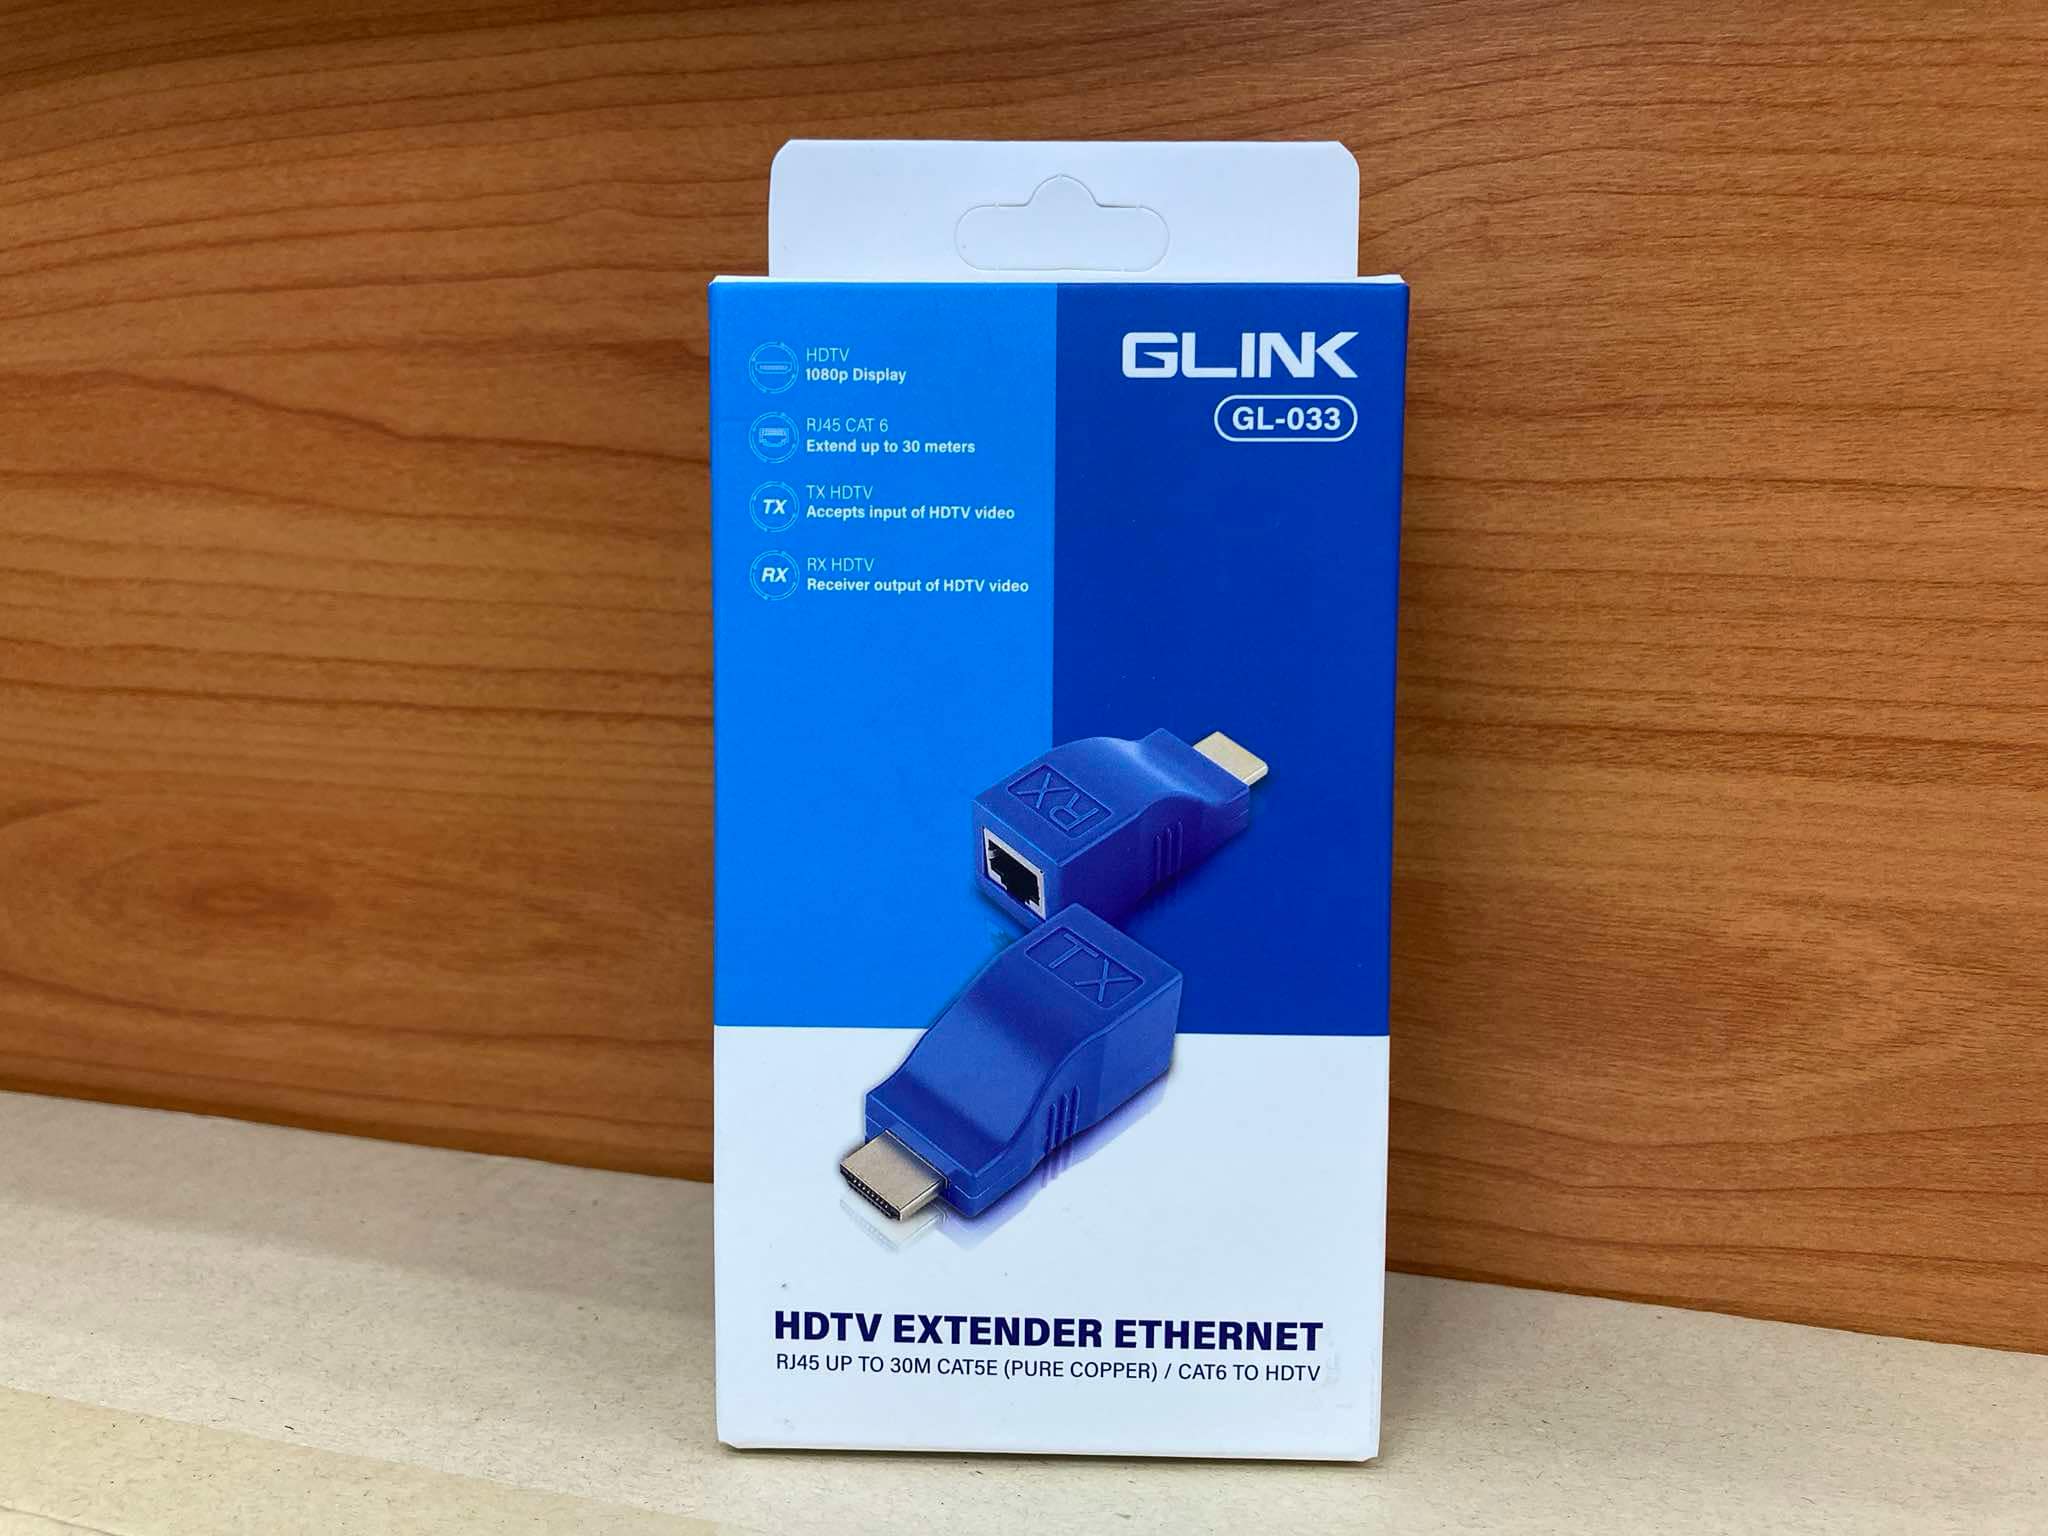 GLINK
GL-033
HDTV
1080p Display
RJ45 CAT 6
Extend up to 30 meters
TX
TX HDTV
Accepts input of HDTV video
RX
RX HDTV
Receiver output of HDTV video
RX
TX
HDTV EXTENDER ETHERNET
RJ45 UP TO 30M CAT5E (PURE COPPER) / CAT6 TO HDTV